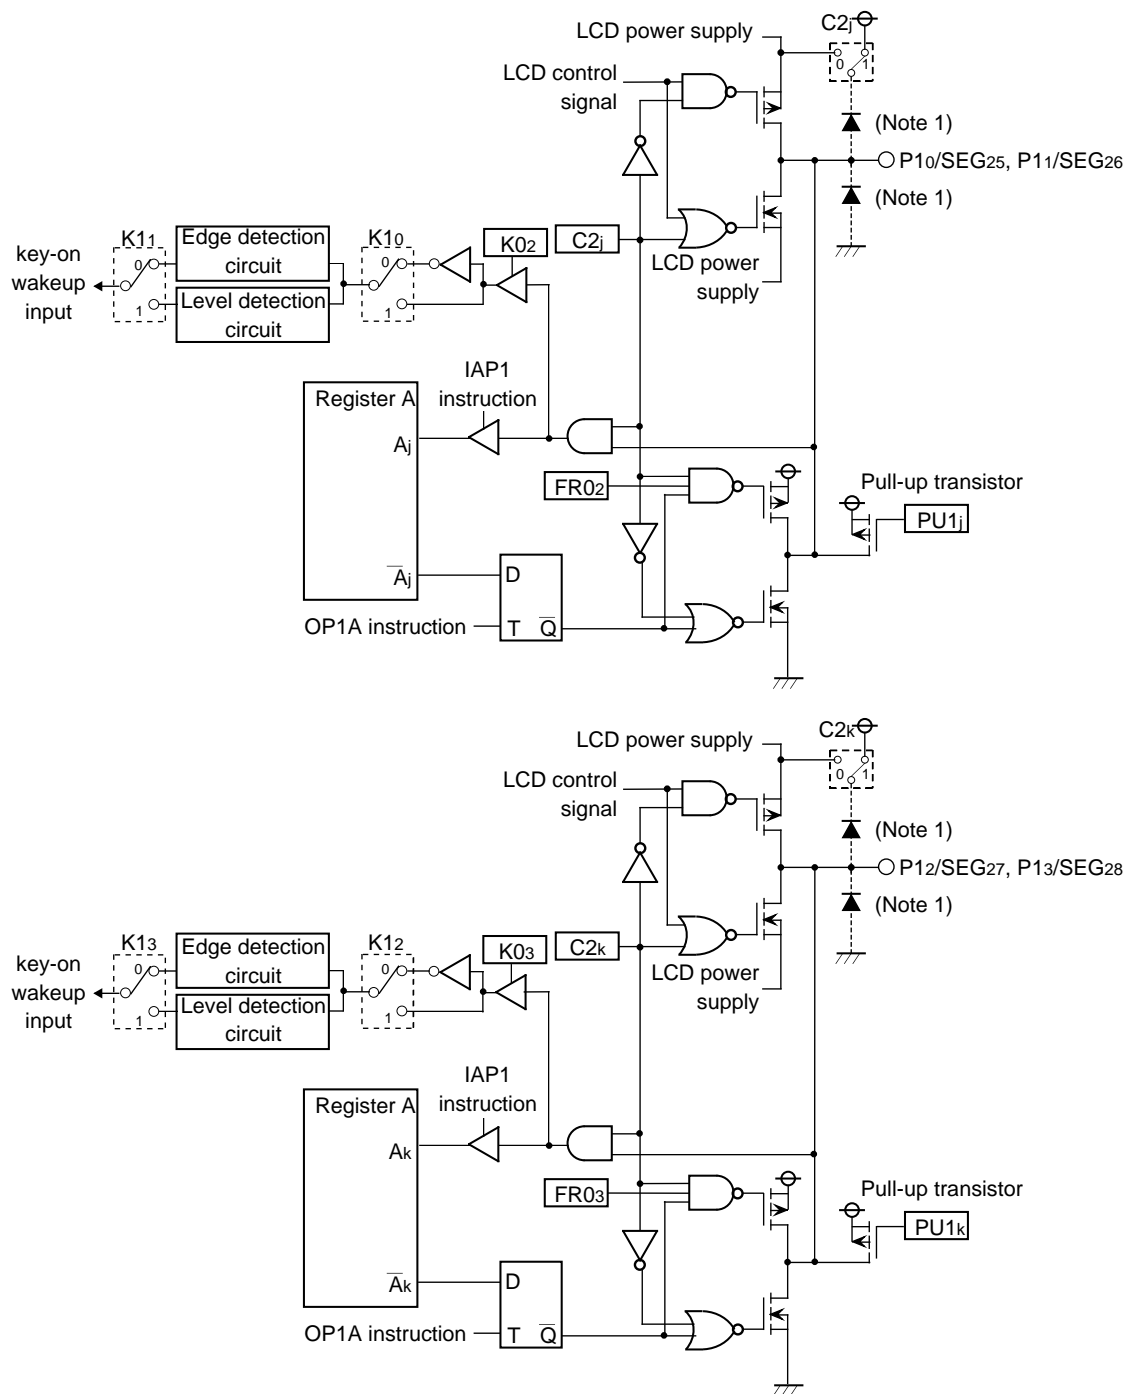 LCD power supply
C2j
0 1
LCD control
signal
(Note 1)
P10/SEG25, P11/SEG26
(Note 1)
K11
Edge detection
circuit
K10
K02
C2j
key-on
wakeup
input
0
1
Level detection
circuit
0
1
LCD power
supply
IAP1
instruction
Register A
Aj
FR02
Pull-up transistor
PU1j
Aj
D
T Q
OP1A instruction
LCD power supply
C2k
0 1
LCD control
signal
(Note 1)
P12/SEG27, P13/SEG28
(Note 1)
K13
Edge detection
circuit
K12
K03
C2k
key-on
wakeup
input
0
1
Level detection
circuit
0
1
LCD power
supply
IAP1
instruction
Register A
Ak
FR03
Pull-up transistor
PU1k
Ak
D
T Q
OP1A instruction